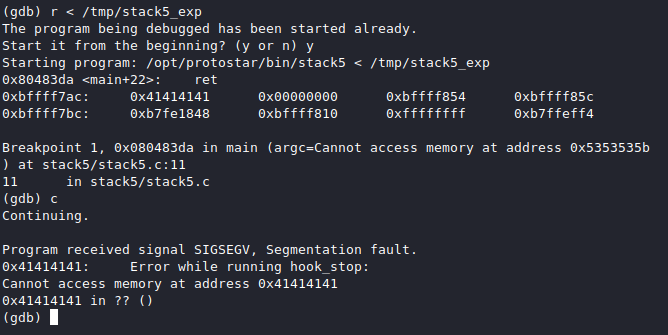 (gdb) r < /tmp/stack5_exp
The program being debugged has been started already.
Start it from the beginning? (y or n) y
Starting program: /opt/protostar/bin/stack5 < /tmp/stack5_exp
0x80483da <main+22>:    ret
0xbffff7ac:     0x41414141      0x00000000      0xbffff854      0xbffff85c
0xbffff7bc:     0xb7fe1848      0xbffff810      0xffffffff      0xb7ffeff4
Breakpoint 1, 0x080483da in main (argc=Cannot access memory at address 0x5353535b
) at stack5/stack5.c:11
11      in stack5/stack5.c
(gdb) c
Continuing.
Program received signal SIGSEGV, Segmentation fault.
0x41414141:     Error while running hook_stop:
Cannot access memory at address 0x41414141
0x41414141 in ?? ()
(gdb)